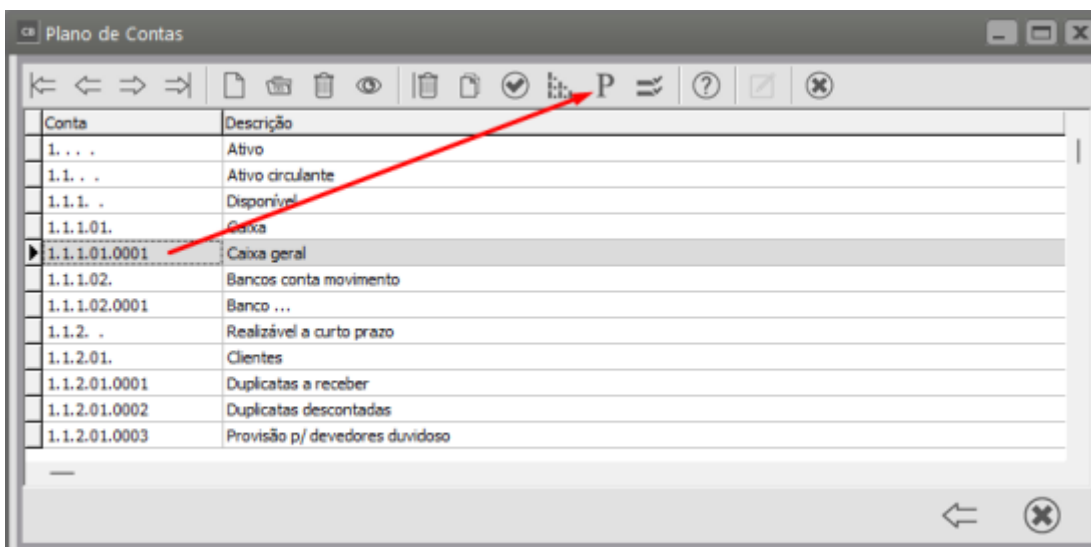 CB Plano de Contas
P ?
Conta Descrição
1. . . . Ativo
1.1. . . Ativo circulante
1.1.1. . Disponível
1.1.1.01. Caixa
1.1.1.01.0001 Caixa geral
1.1.1.02. Bancos conta movimento
1.1.1.02.0001 Banco ...
1.1.2. . Realizável a curto prazo
1.1.2.01. Clientes
1.1.2.01.0001 Duplicatas a receber
1.1.2.01.0002 Duplicatas descontadas
1.1.2.01.0003 Provisão p/ devedores duvidoso